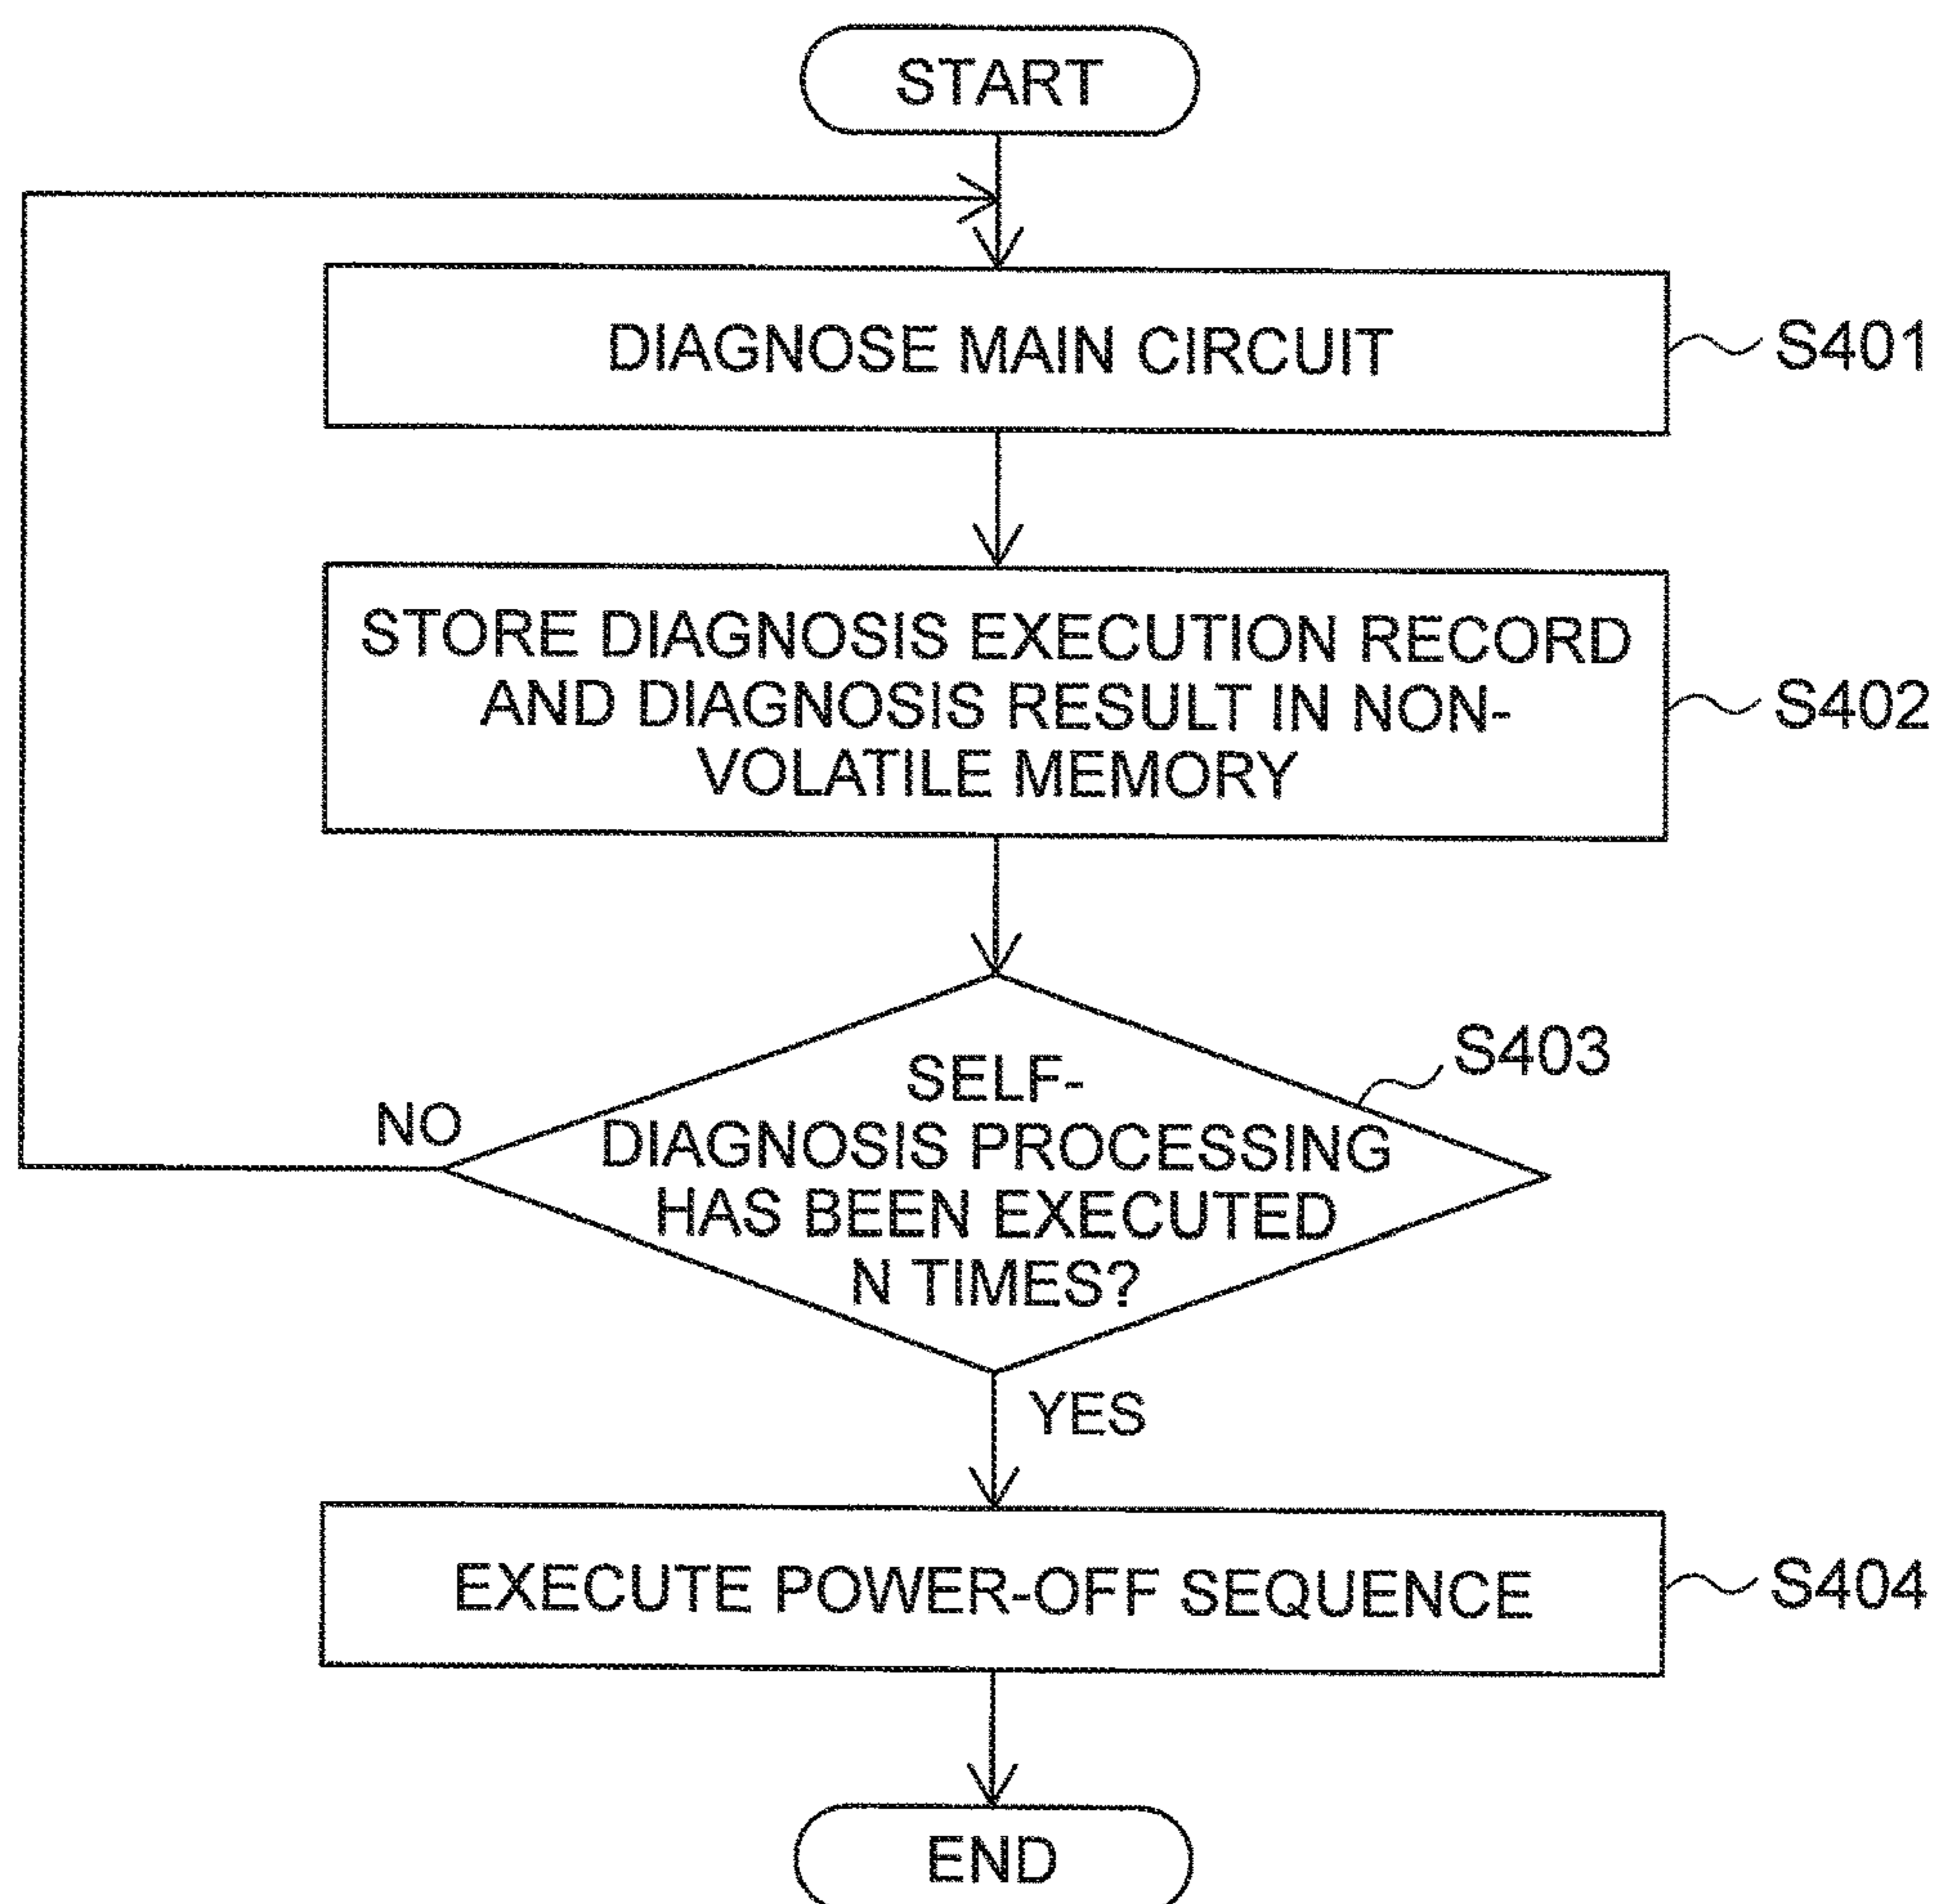 START
DIAGNOSE MAIN CIRCUIT
S401
STORE DIAGNOSIS EXECUTION RECORD
AND DIAGNOSIS RESULT IN NON-
VOLATILE MEMORY
S402
S403
SELF-
DIAGNOSIS PROCESSING
HAS BEEN EXECUTED
N TIMES?
NO
YES
EXECUTE POWER-OFF SEQUENCE
S404
END